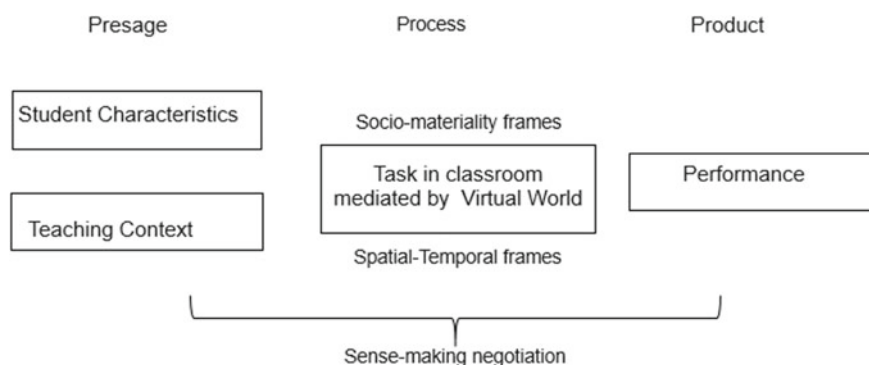 Presage
Process
Product
Student Characteristics
Teaching Context
Socio-materiality frames
Task in classroom
mediated by Virtual World
Spatial-Temporal frames
Performance
Sense-making negotiation